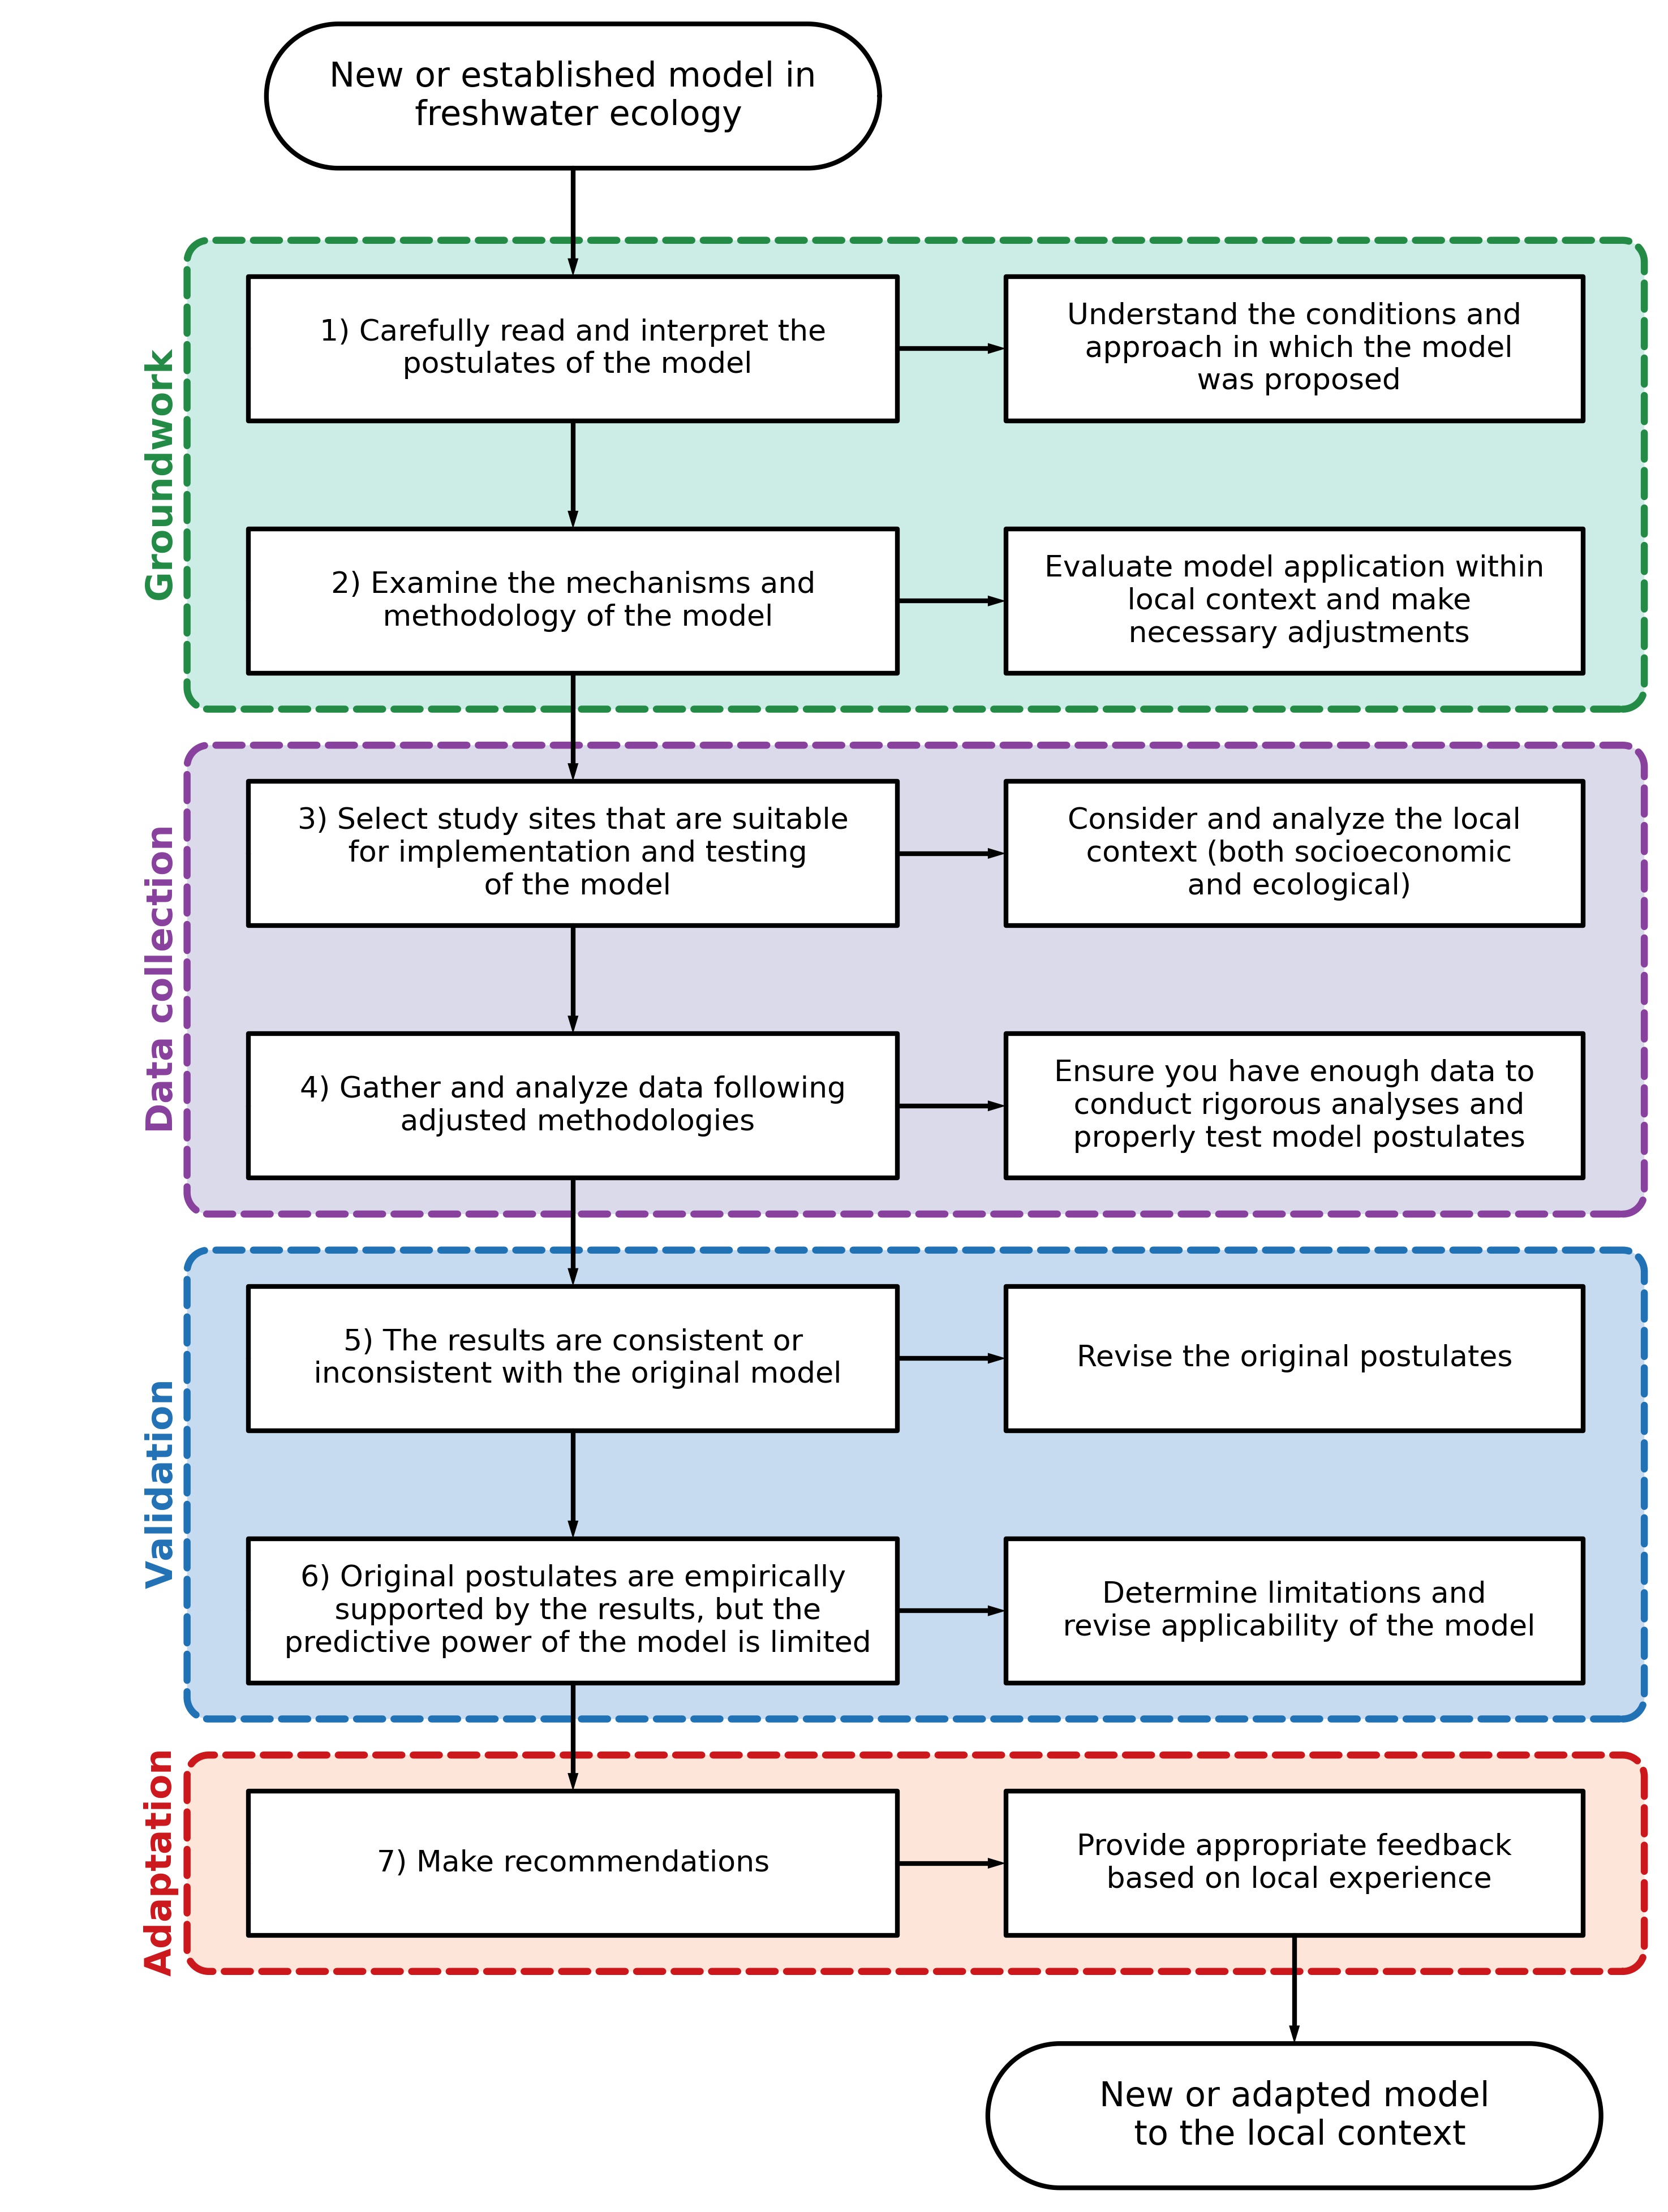 New or established model in
freshwater ecology
Groundwork
1) Carefully read and interpret the
postulates of the model
Understand the conditions and
approach in which the model
was proposed
2) Examine the mechanisms and
methodology of the model
Evaluate model application within
local context and make
necessary adjustments
Data collection
3) Select study sites that are suitable
for implementation and testing
of the model
Consider and analyze the local
context (both socioeconomic
and ecological)
4) Gather and analyze data following
adjusted methodologies
Ensure you have enough data to
conduct rigorous analyses and
properly test model postulates
Validation
5) The results are consistent or
inconsistent with the original model
Revise the original postulates
6) Original postulates are empirically
supported by the results, but the
predictive power of the model is limited
Determine limitations and
revise applicability of the model
Adaptation
7) Make recommendations
Provide appropriate feedback
based on local experience
New or adapted model
to the local context